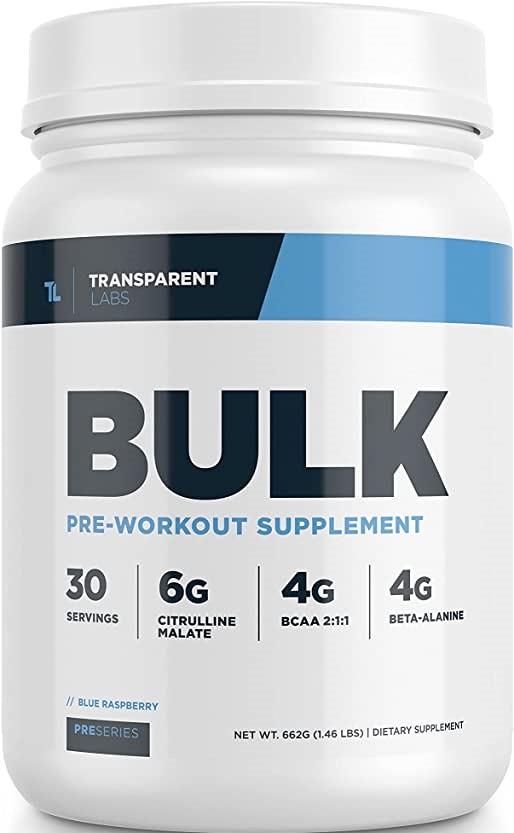 TL
TRANSPARENT
LABS
BULK
PRE-WORKOUT SUPPLEMENT
30
SERVINGS
6G
CITRULLINE
MALATE
4G
BCAA 2:1:1
4G
BETA-ALANINE
// BLUE RASPBERRY
PRESERIES
NET WT. 662G (1.46 LBS) | DIETARY SUPPLEMENT